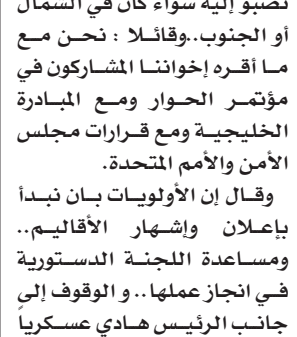 تصبو إليه سواء كان في الشمال
أو الجنوب..وقائلا : نحن مع
ما أقره إخواننا المشاركون في
مؤتمر الحوار ومع المبادرة
الخليجية ومع قرارات مجلس
الأمن والأمم المتحدة.
وقال إن الأولويات بان نبدأ
بإعلان وإشهار الأقاليم..
ومساعدة اللجنة الدستورية
في انجاز عملها.. و الوقوف إلى
جانب الرئيس هادي عسكرياً